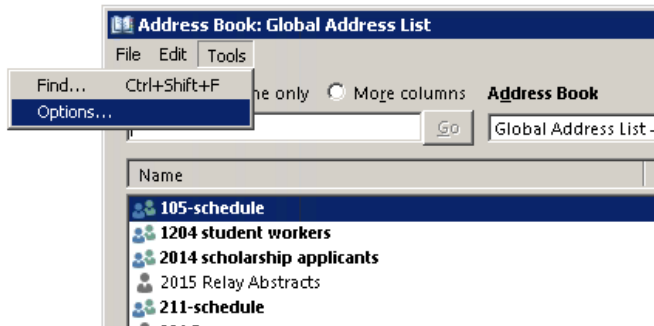 Address Book: Global Address List
File Edit Tools
Find... Ctrl+Shift+F
Options...
ne only More columns Address Book
Go Global Address List -
Name
105-schedule
1204 student workers
2014 scholarship applicants
2015 Relay Abstracts
211-schedule